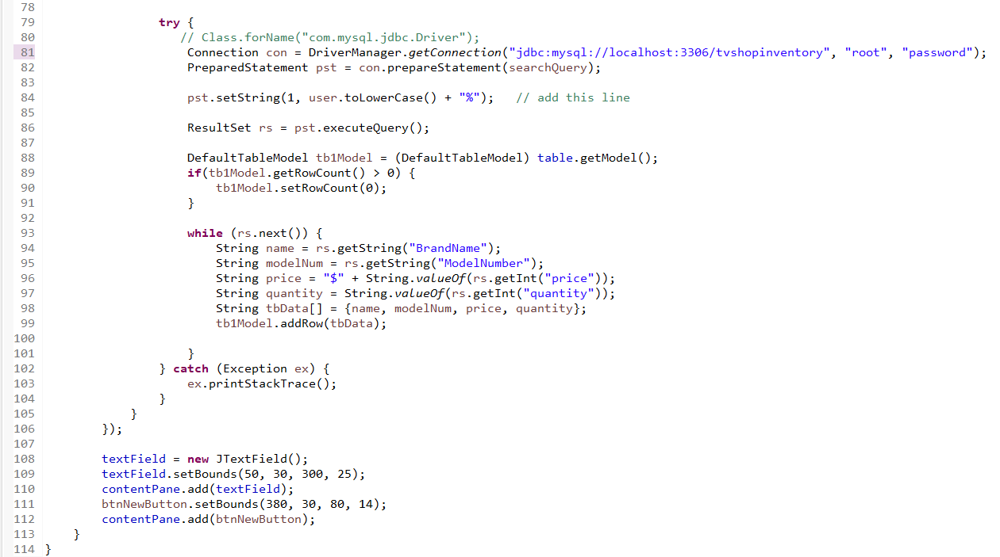 78
79 try {
80 // Class.forName("com.mysql.jdbc.Driver");
81 Connection con = DriverManager.getConnection("jdbc:mysql://localhost:3306/tvshopinventory", "root", "password");
82 PreparedStatement pst = con.prepareStatement(searchQuery);
83
84 pst.setString(1, user.toLowerCase() + "%"); // add this line
85
86 ResultSet rs = pst.executeQuery();
87
88 DefaultTableModel tb1Model = (DefaultTableModel) table.getModel();
89 if(tb1Model.getRowCount() > 0) {
90 tb1Model.setRowCount(0);
91 }
92
93 while (rs.next()) {
94 String name = rs.getString("BrandName");
95 String modelNum = rs.getString("ModelNumber");
96 String price = "$" + String.valueOf(rs.getInt("price"));
97 String quantity = String.valueOf(rs.getInt("quantity"));
98 String tbData[] = {name, modelNum, price, quantity};
99 tb1Model.addRow(tbData);
100
101 }
102 } catch (Exception ex) {
103 ex.printStackTrace();
104 }
105 }
106 });
107
108 textField = new JTextField();
109 textField.setBounds(50, 30, 300, 25);
110 contentPane.add(textField);
111 btnNewButton.setBounds(380, 30, 80, 14);
112 contentPane.add(btnNewButton);
113 }
114 }